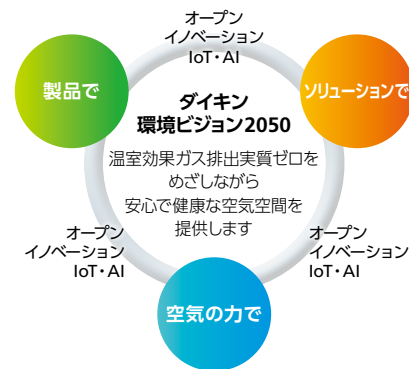 オープン
イノベーション
IoT・AI
製品で
ソリューションで
ダイキン
環境ビジョン2050
温室効果ガス排出実質ゼロを
めざしながら
安心で健康な空気空間を
提供します
オープン
イノベーション
IoT・AI
オープン
イノベーション
IoT・AI
空気の力で